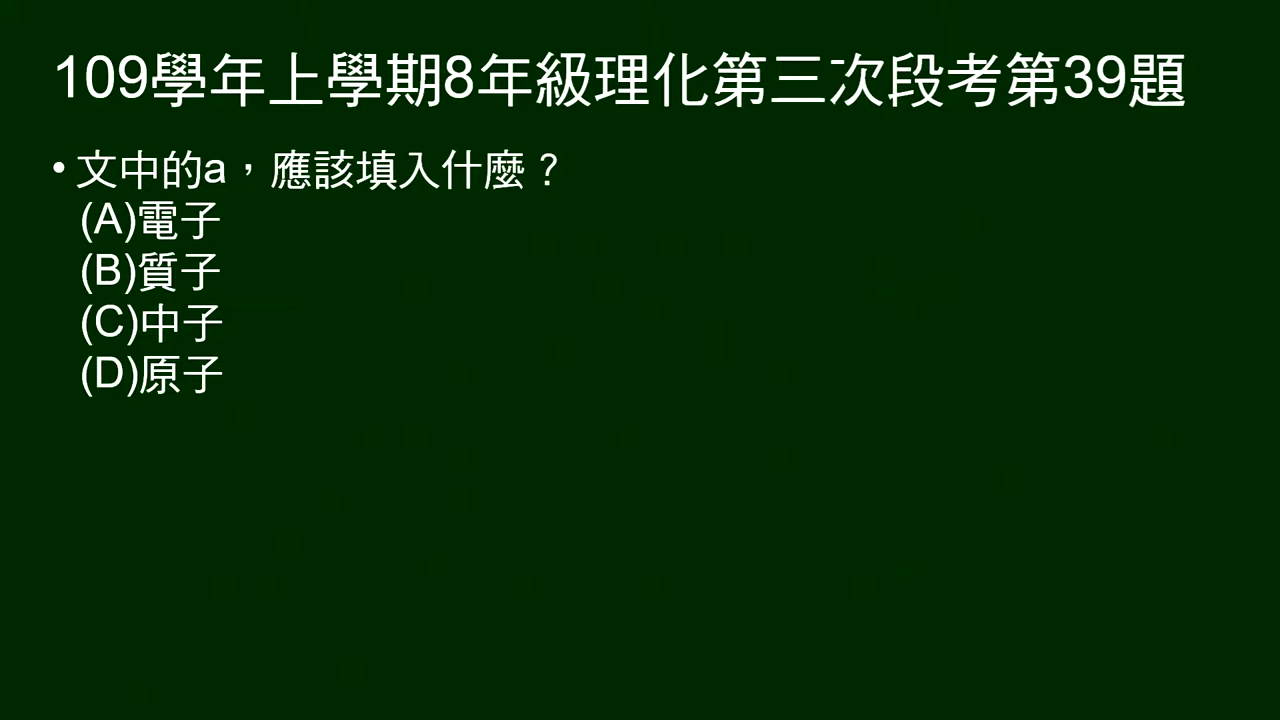 109學年上學期8年級理化第三次段考第39題
• 文中的a，應該填入什麼？
(A)電子
(B)質子
(C)中子
(D)原子